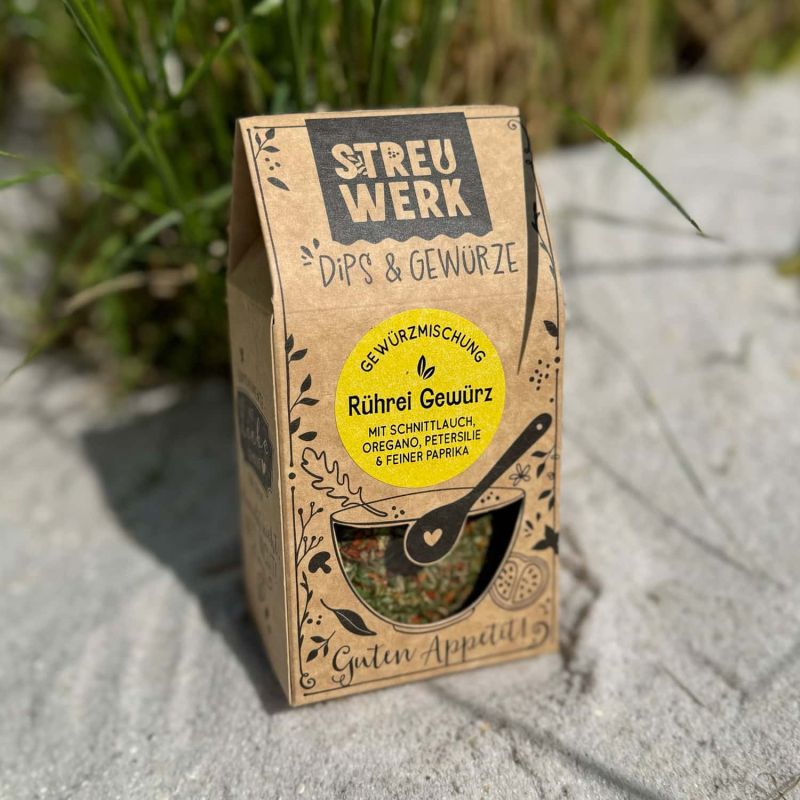 STREU
WERK
DIPS & GEWÜRZE
GEWÜRZMISCHUNG
Rührei Gewürz
MIT SCHNITTLAUCH,
OREGANO, PETERSILIE
& FEINER PAPRIKA
Guten Appetit!